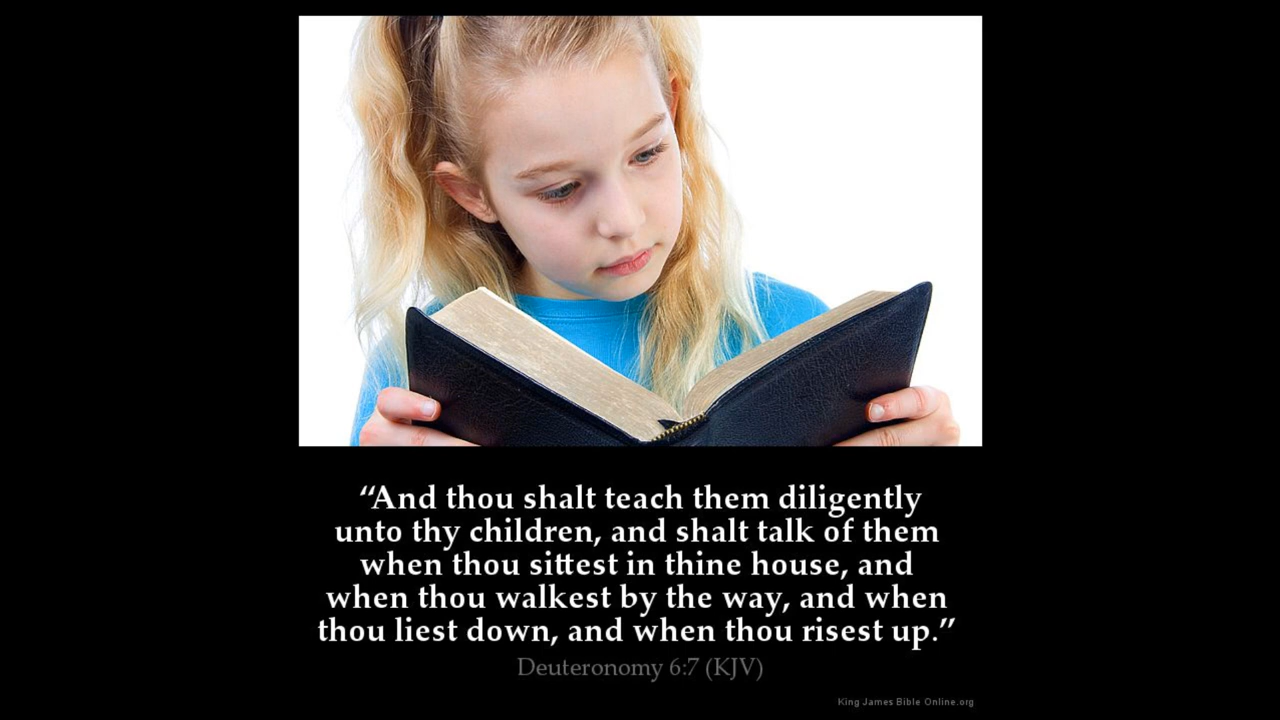 “And thou shalt teach them diligently
unto thy children, and shalt talk of them
when thou sittest in thine house, and
when thou walkest by the way, and when
thou liest down, and when thou risest up.”
Deuteronomy 6:7 (KJV)
King James Bible Online.org